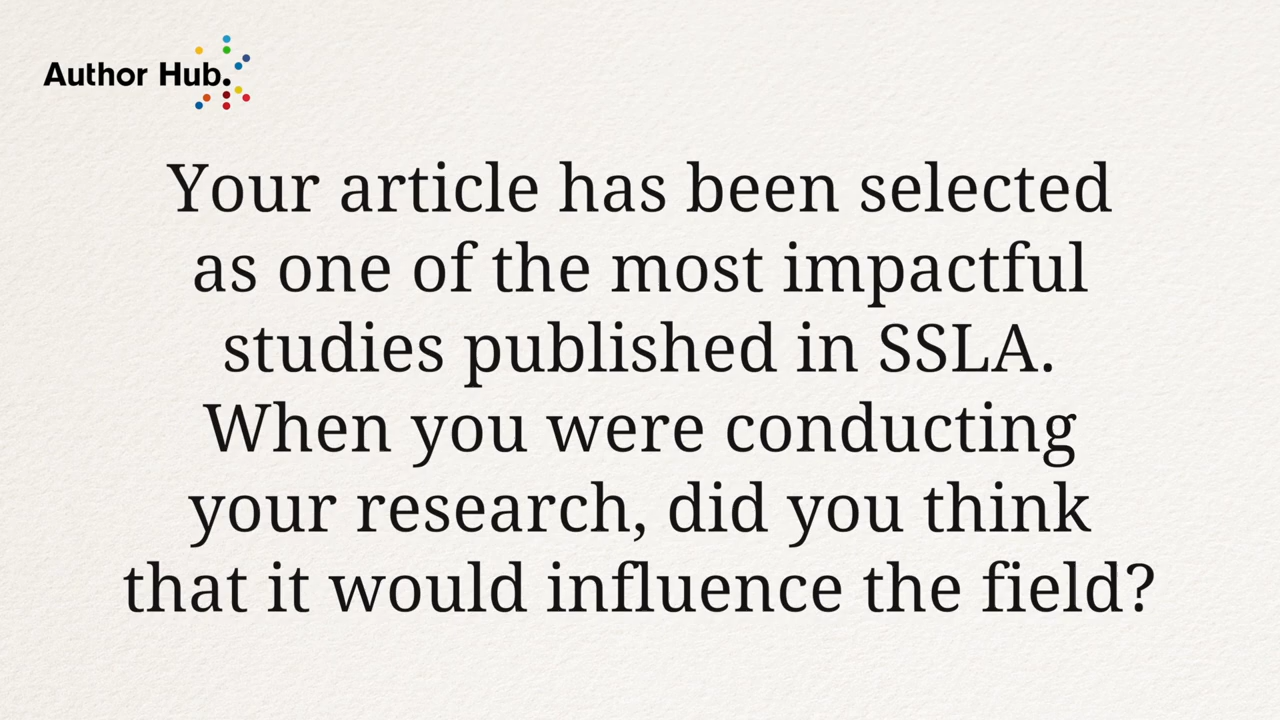 Author Hub.
Your article has been selected
as one of the most impactful
studies published in SSLA.
When you were conducting
your research, did you think
that it would influence the field?